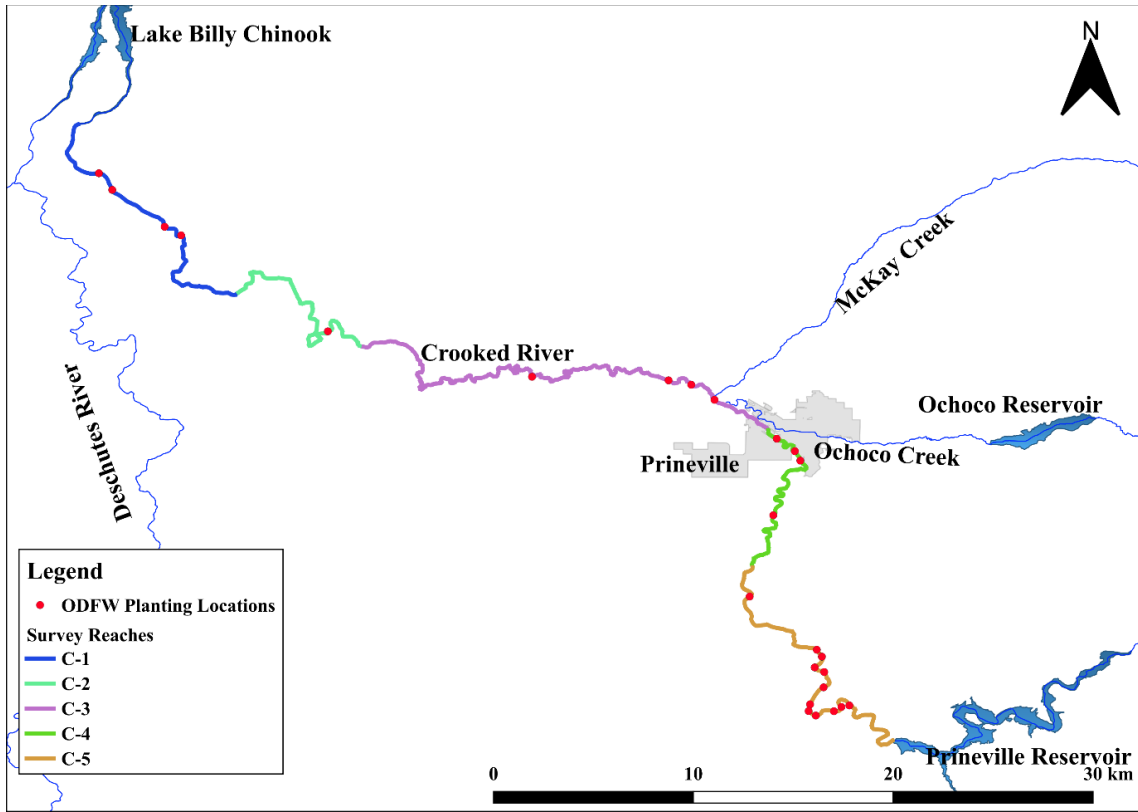 Lake Billy Chinook
N
McKay Creek
Crooked River
Ochoco Reservoir
Deschutes River
Prineville
Ochoco Creek
Legend
ODFW Planting Locations
Survey Reaches
C-1
C-2
C-3
C-4
C-5
Prineville Reservoir
0 10 20 30 km